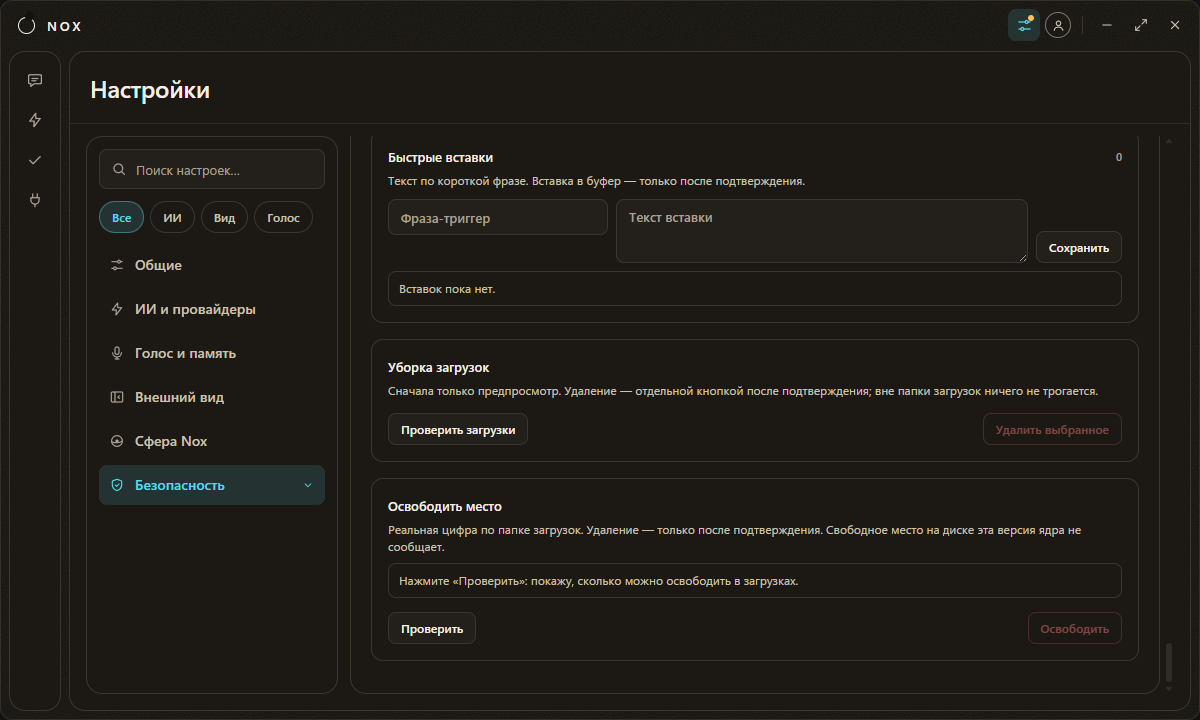 NOX
Настройки
Поиск настроек...
Все
ИИ
Вид
Голос
Общие
ИИ и провайдеры
Голос и память
Внешний вид
Сфера Nox
Безопасность
Быстрые вставки
0
Текст по короткой фразе. Вставка в буфер — только после подтверждения.
Фраза-триггер
Текст вставки
Сохранить
Вставок пока нет.
Уборка загрузок
Сначала только предпросмотр. Удаление — отдельной кнопкой после подтверждения; вне папки загрузок ничего не трогается.
Проверить загрузки
Удалить выбранное
Освободить место
Реальная цифра по папке загрузок. Удаление — только после подтверждения. Свободное место на диске эта версия ядра не
сообщает.
Нажмите «Проверить»: покажу, сколько можно освободить в загрузках.
Проверить
Освободить